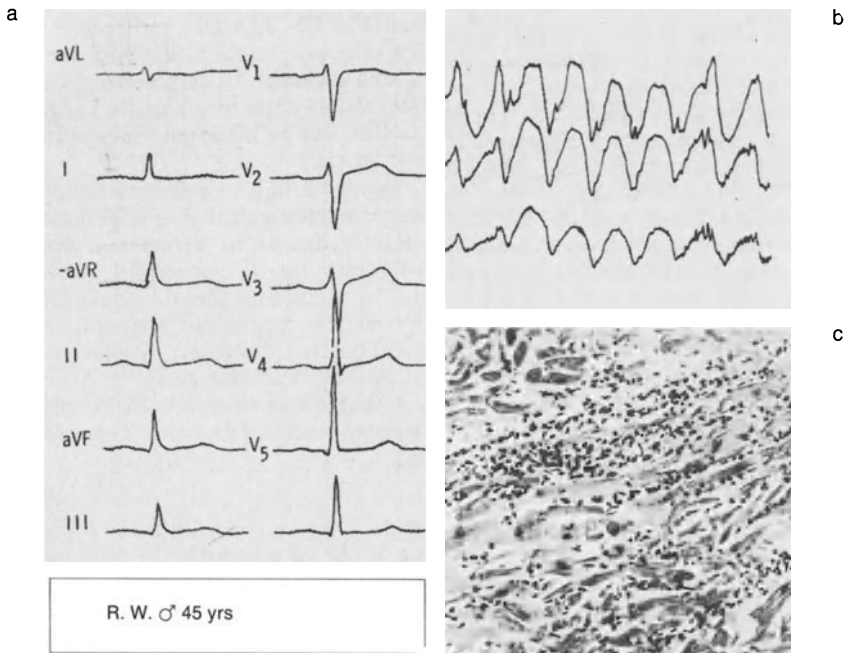 a
aVL
V1
I
V2
-aVR
V3
II
V4
aVF
V5
III
R. W. ♂ 45 yrs
b
c